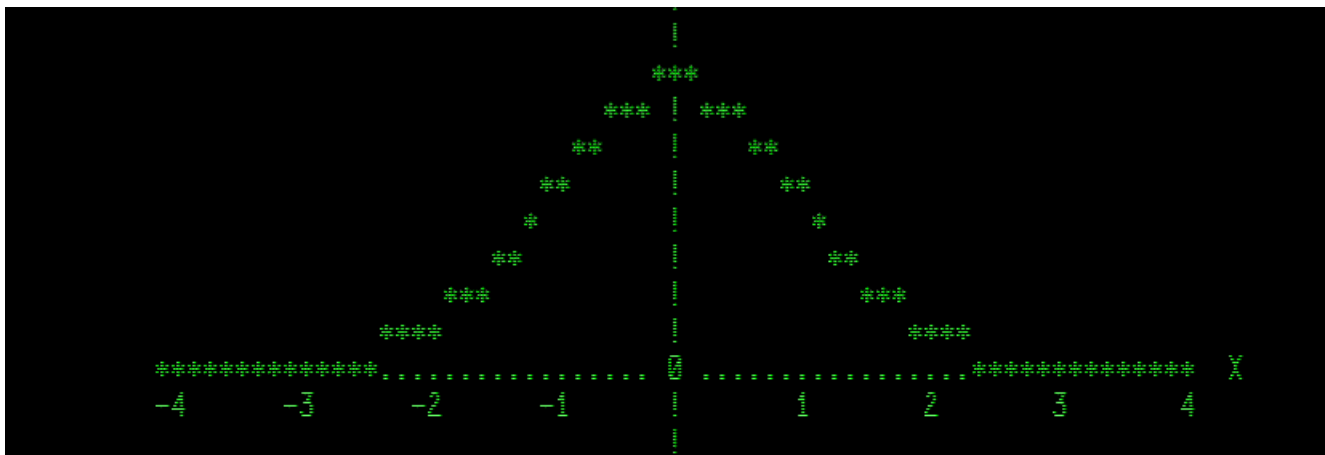 |
***
*** | ***
** | **
** | **
* | *
** | **
*** | ***
**** | ****
**************................. 0 .................************** X
-4 -3 -2 -1 | 1 2 3 4
|